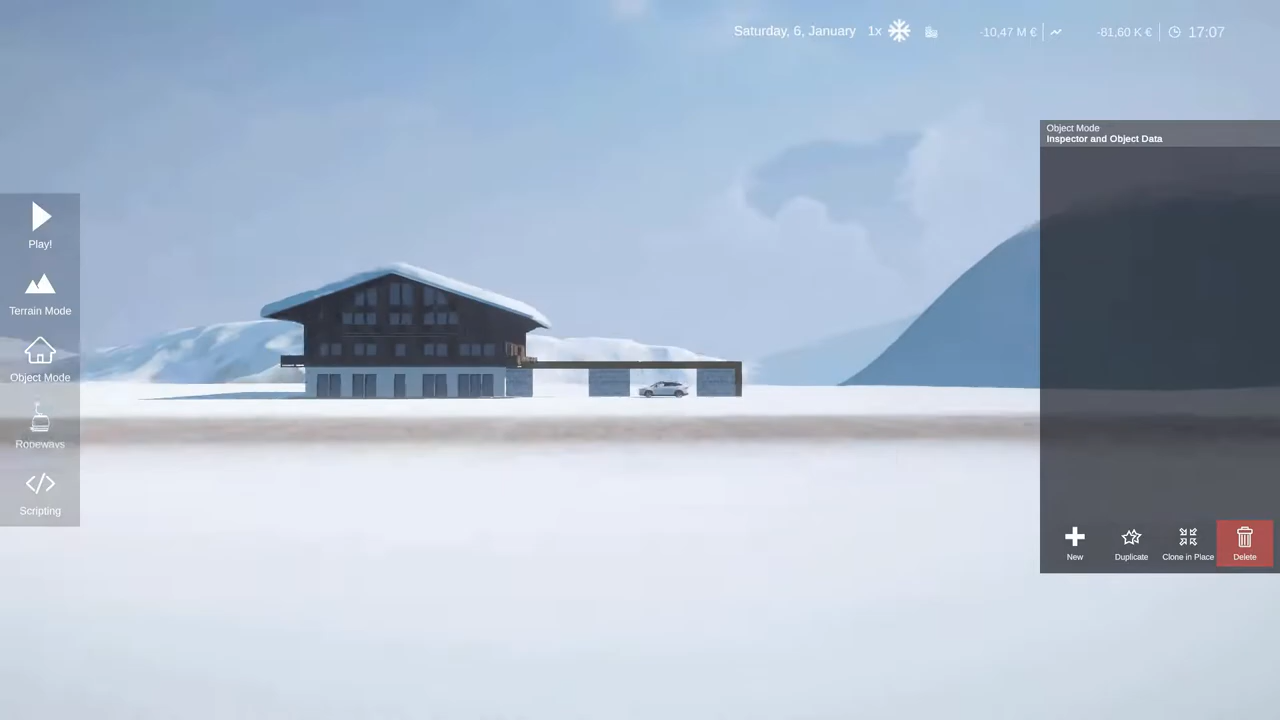 Saturday, 6, January 1x -10,47 M € -81,60 K € 17:07
Object Mode
Inspector and Object Data
Play!
Terrain Mode
Object Mode
Ropeways
Scripting
New Duplicate Clone in Place Delete